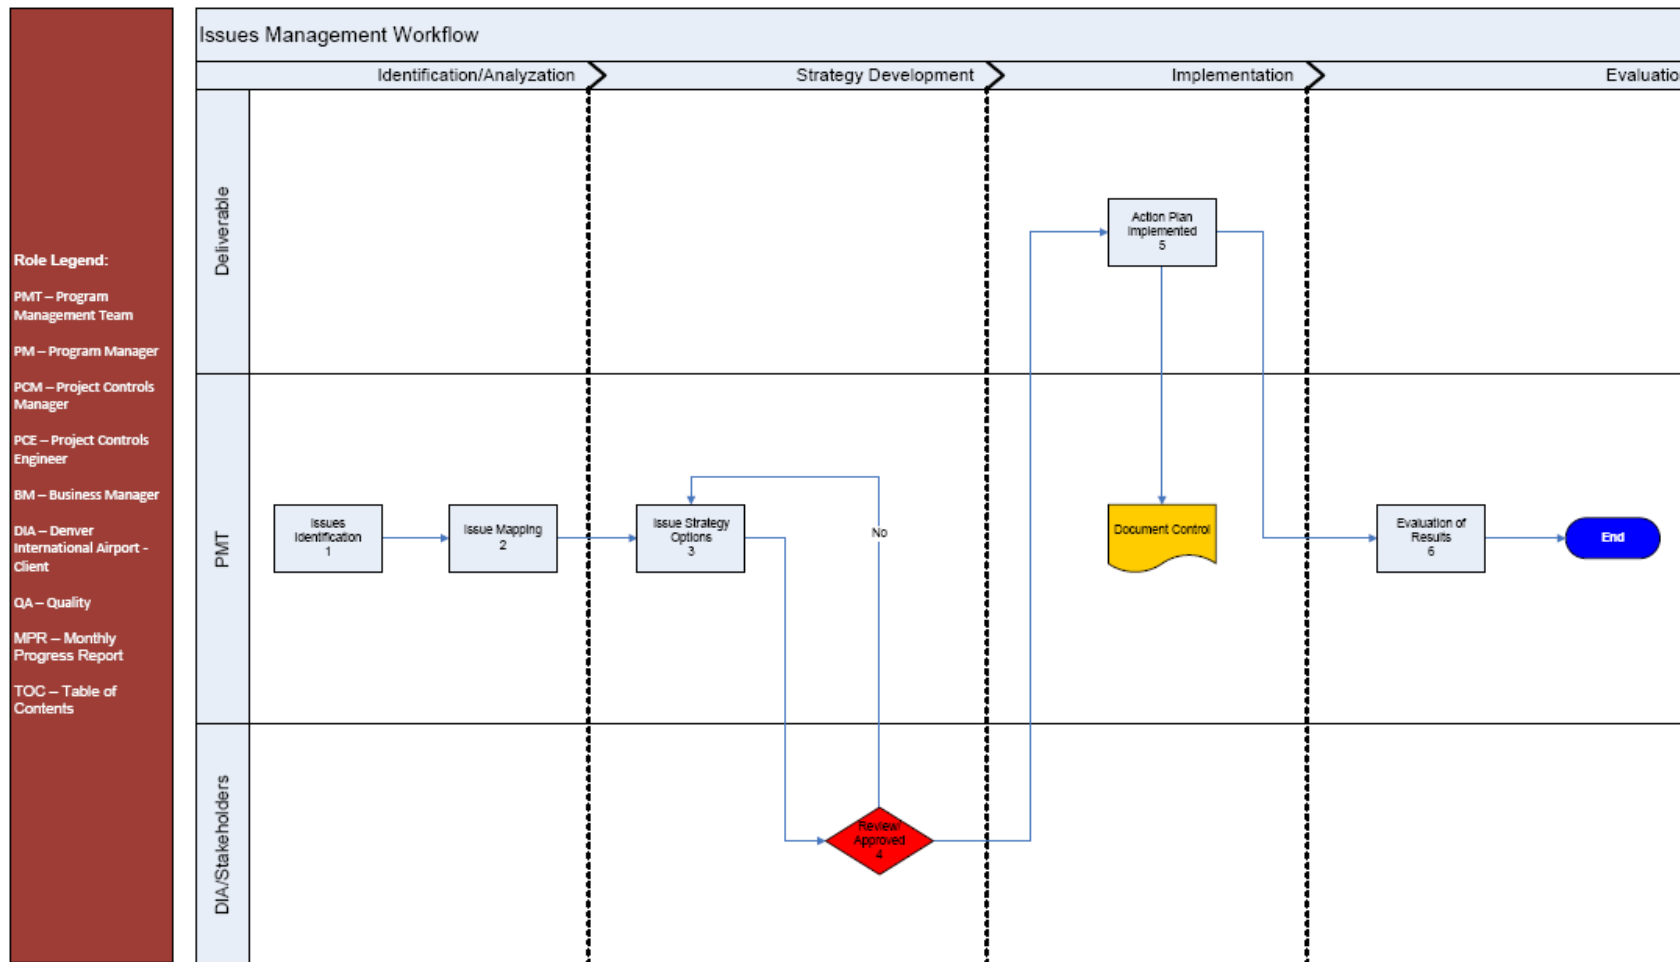 Role Legend:
PMT – Program
Management Team
PM – Program Manager
PCM – Project Controls
Manager
PCE – Project Controls
Engineer
BM – Business Manager
DIA – Denver
International Airport -
Client
QA – Quality
MPR – Monthly
Progress Report
TOC – Table of
Contents
Issues Management Workflow
Identification/Analyzation
Strategy Development
Implementation
Evaluatio
Deliverable
Action Plan
Implemented
5
PMT
Issues
Identification
1
Issue Mapping
2
Issue Strategy
Options
3
No
Document Control
Evaluation of
Results
6
End
DIA/Stakeholders
Review/
Approved
4